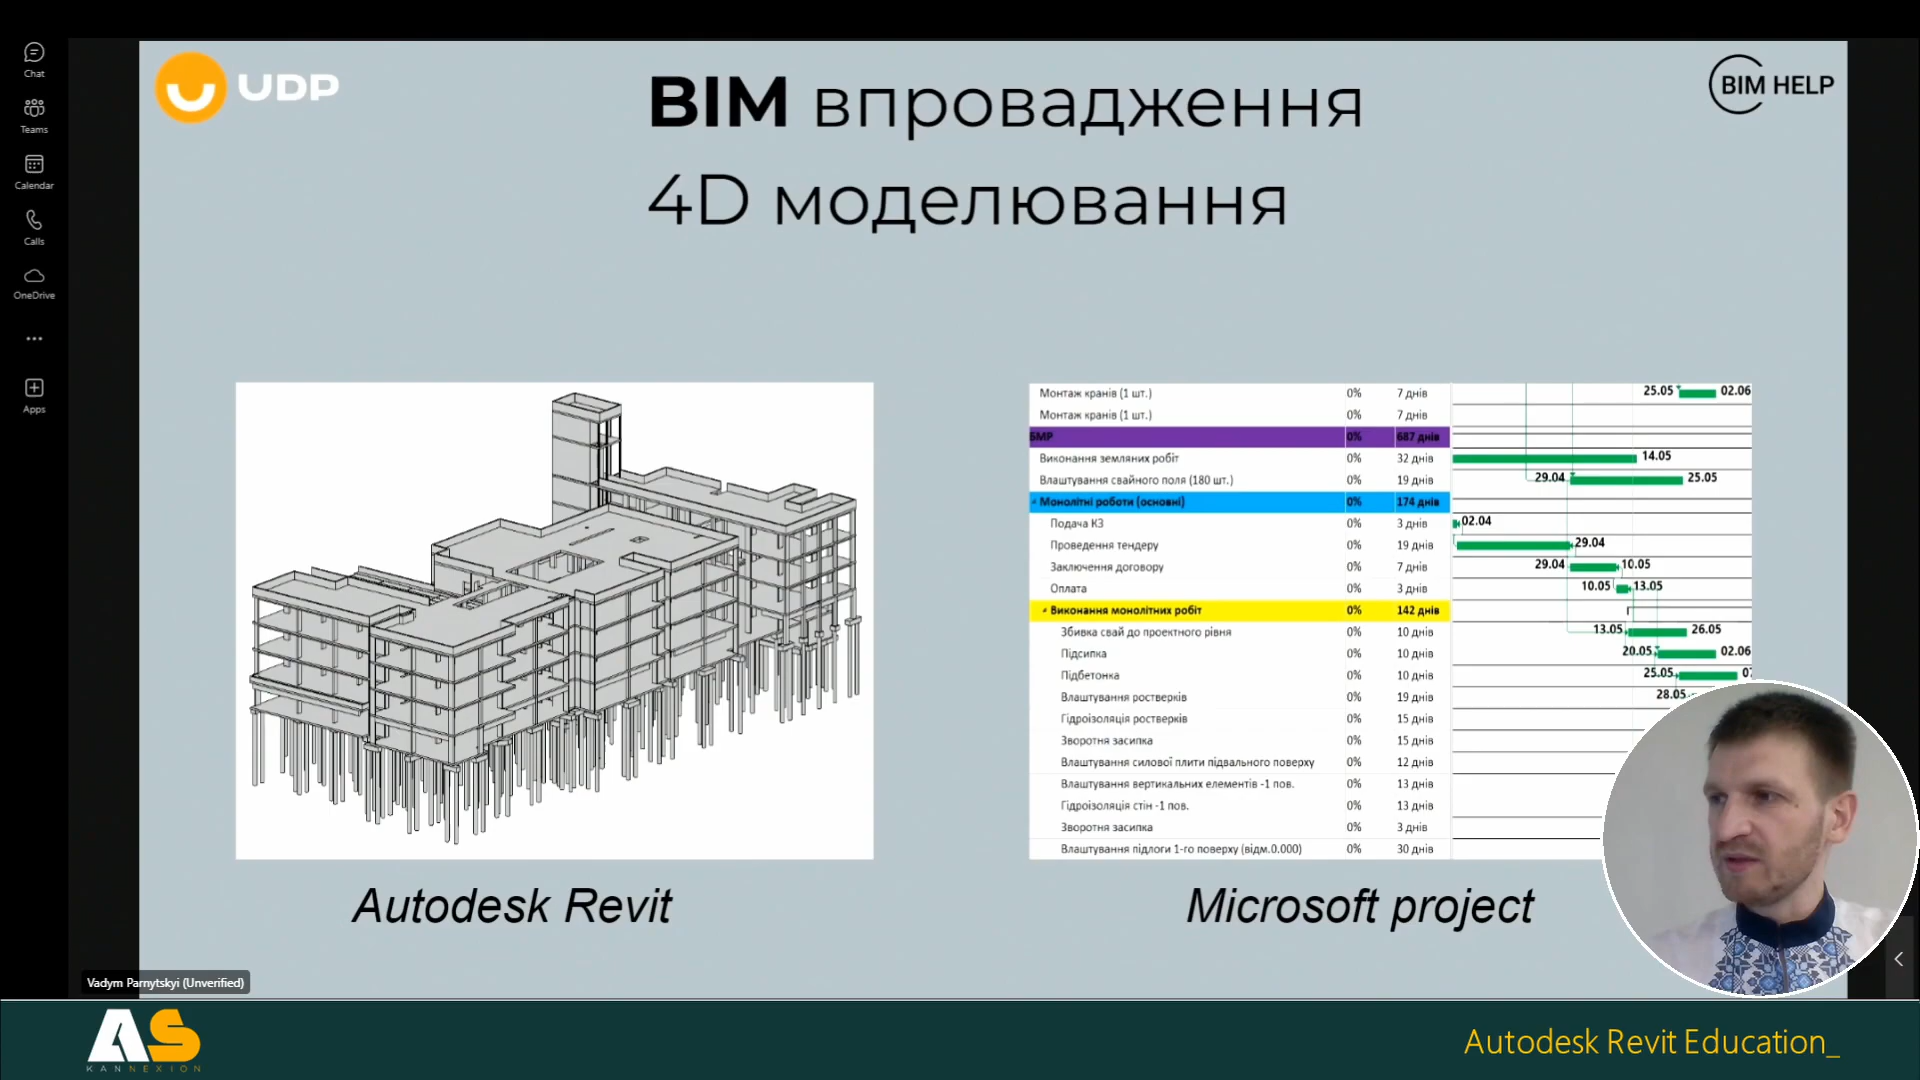 Chat
Teams
Calendar
Calls
OneDrive
Apps
UDP
BIM впровадження
4D моделювання
BIM HELP
Монтаж кранів (1 шт.) 0% 7 днів 25.05 02.06
Монтаж кранів (1 шт.) 0% 7 днів
БМР 0% 687 днів
Виконання земляних робіт 0% 32 днів 14.05
Влаштування свайного поля (180 шт.) 0% 19 днів 29.04 25.05
Монолітні роботи (основні) 0% 174 днів
Подача КЗ 0% 3 днів 02.04
Проведення тендеру 0% 19 днів 29.04
Заключення договору 0% 7 днів 29.04 10.05
Оплата 0% 3 днів 10.05 13.05
Виконання монолітних робіт 0% 142 днів
Збивка свай до проектного рівня 0% 10 днів 13.05 26.05
Підсипка 0% 10 днів 20.05 02.06
Підбетонка 0% 10 днів 25.05 0
Влаштування ростверків 0% 19 днів 28.05
Гідроізоляція ростверків 0% 15 днів
Зворотня засипка 0% 15 днів
Влаштування силової плити підвального поверху 0% 12 днів
Влаштування вертикальних елементів -1 пов. 0% 13 днів
Гідроізоляція стін -1 пов. 0% 13 днів
Зворотня засипка 0% 3 днів
Влаштування підлоги 1-го поверху (відм.0.000) 0% 30 днів
Autodesk Revit
Microsoft project
Vadym Parnytskyi (Unverified)
AS
KANNEXION
Autodesk Revit Education_